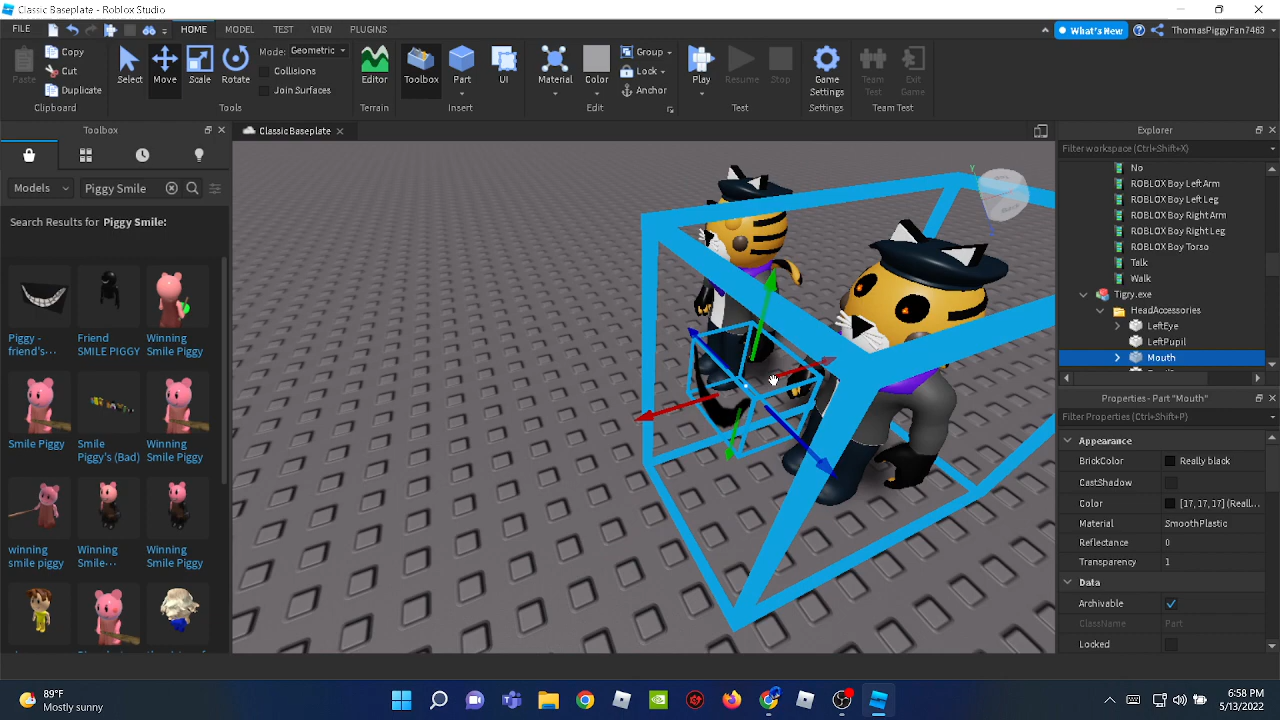 Classic Baseplate - Roblox Studio
FILE HOME MODEL TEST VIEW PLUGINS What's New ThomasPiggyFan7463
Paste Copy Cut Duplicate Select Move Scale Rotate Mode: Geometric Collisions Join Surfaces Editor Toolbox Part UI Material Color Group Lock Anchor Play Resume Stop Game Settings Team Test Exit Game
Clipboard Tools Terrain Insert Edit Test Settings Team Test
Toolbox
Classic Baseplate
Explorer
Filter workspace (Ctrl+Shift+X)
Models Piggy Smile
Search Results for Piggy Smile:
Piggy - friend's··· Friend SMILE PIGGY Winning Smile Piggy
Smile Piggy Smile Piggy's (Bad) Winning Smile Piggy
winning smile piggy Winning Smile··· Winning Smile Piggy
No
ROBLOX Boy Left Arm
ROBLOX Boy Left Leg
ROBLOX Boy Right Arm
ROBLOX Boy Right Leg
ROBLOX Boy Torso
Talk
Walk
Tigry.exe
HeadAccessories
LeftEye
LeftPupil
Mouth
Properties - Part "Mouth"
Filter Properties (Ctrl+Shift+P)
Appearance
BrickColor Really black
CastShadow
Color [17, 17, 17] (Reall...
Material SmoothPlastic
Reflectance 0
Transparency 1
Data
Archivable
ClassName Part
Locked
89°F
Mostly sunny
6:58 PM
5/13/2022